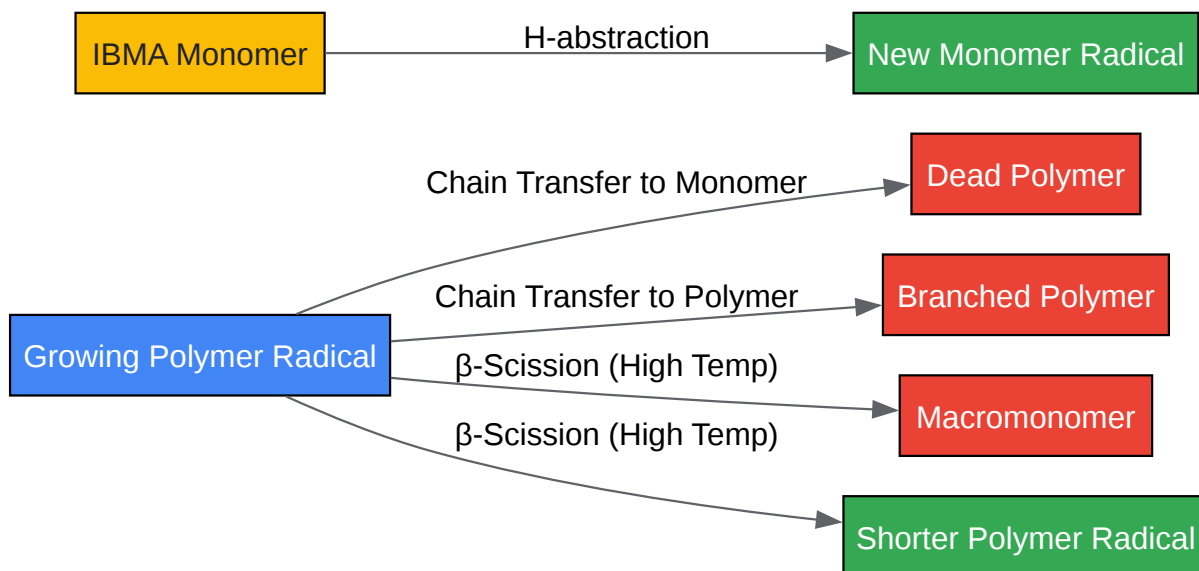 IBMA Monomer
H-abstraction
New Monomer Radical
Chain Transfer to Monomer
Dead Polymer
Chain Transfer to Polymer
Branched Polymer
Growing Polymer Radical
β-Scission (High Temp)
Macromonomer
β-Scission (High Temp)
Shorter Polymer Radical